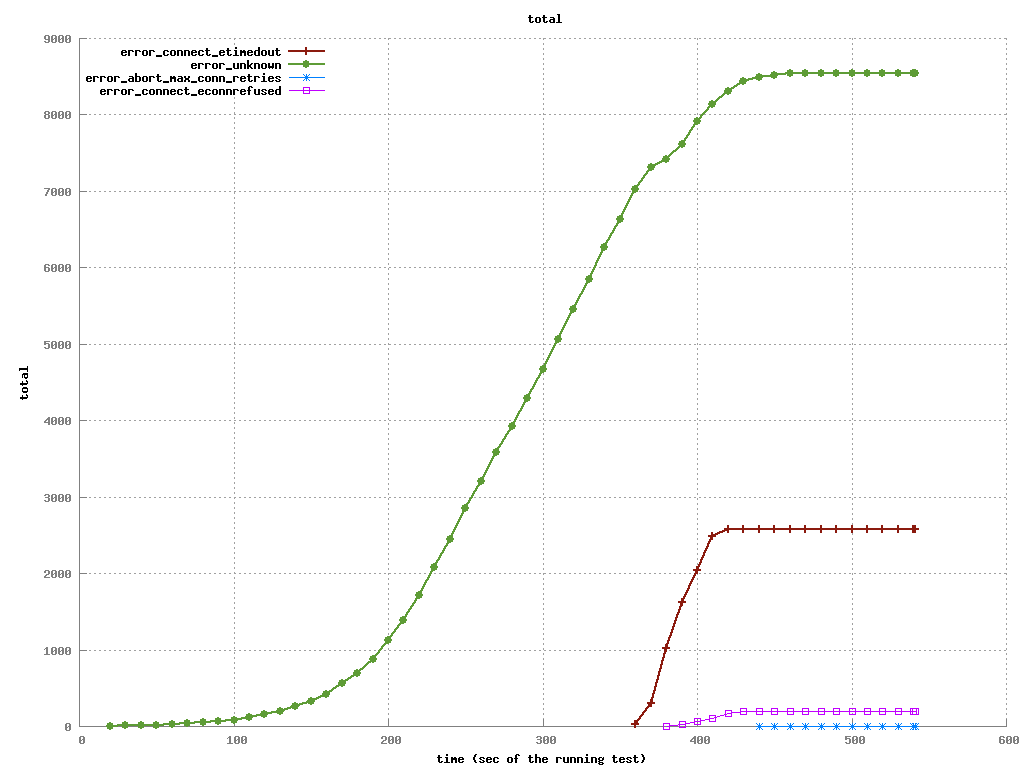 total
9000
8000
7000
6000
5000
4000
3000
2000
1000
0
error_connect_etimedout
error_unknown
error_abort_max_conn_retries
error_connect_econnrefused
total
0 100 200 300 400 500 600
time (sec of the running test)